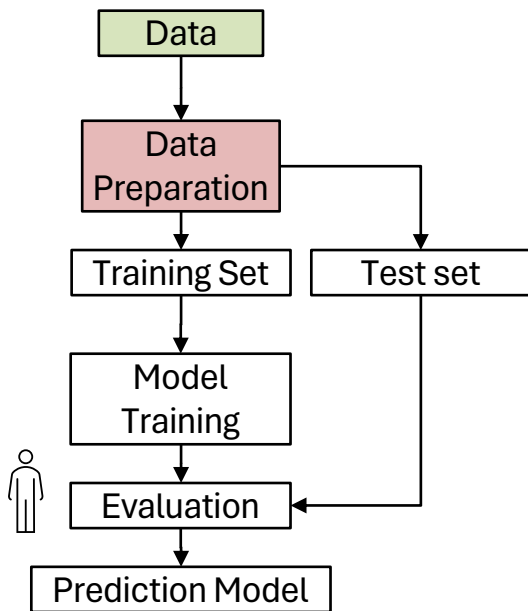 Data
Data
Preparation
Training Set
Test set
Model
Training
Evaluation
Prediction Model